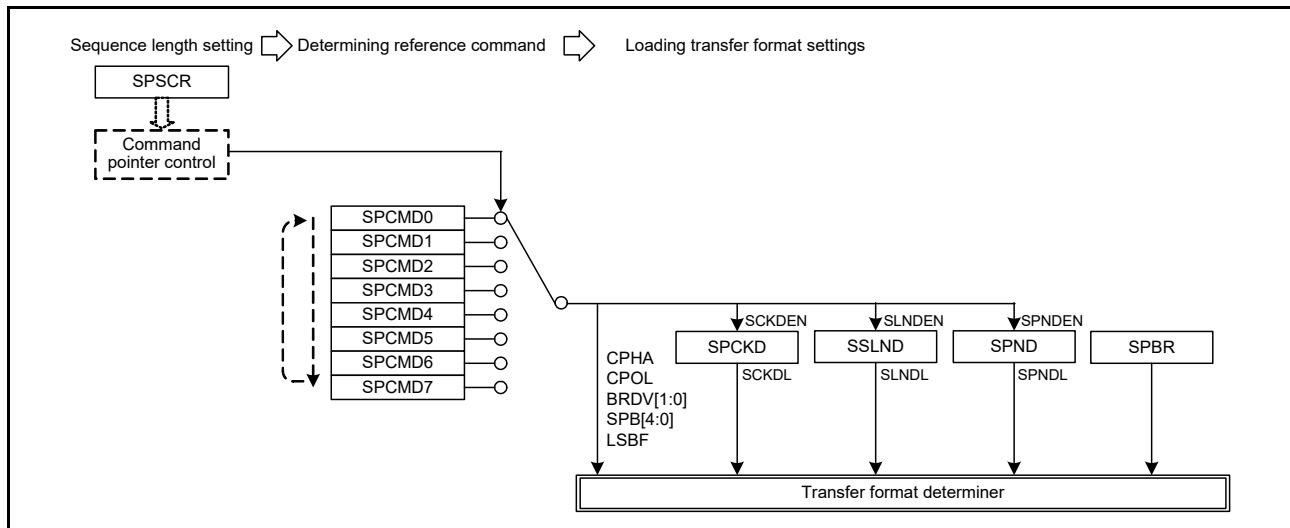 Sequence length setting
Determining reference command
Loading transfer format settings
SPSCR
Command
pointer control
SPCMD0
SPCMD1
SPCMD2
SPCMD3
SPCMD4
SPCMD5
SPCMD6
SPCMD7
CPHA
CPOL
BRDV[1:0]
SPB[4:0]
LSBF
SCKDEN
SPCKD
SCKDL
SLNDEN
SSLND
SLNDL
SPNDEN
SPND
SPNDL
SPBR
Transfer format determiner